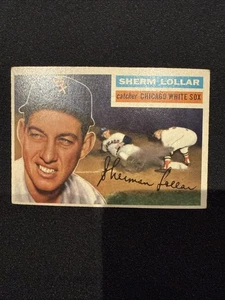 SHERM LOLLAR
catcher CHICAGO WHITE SOX
Sherman Lollar